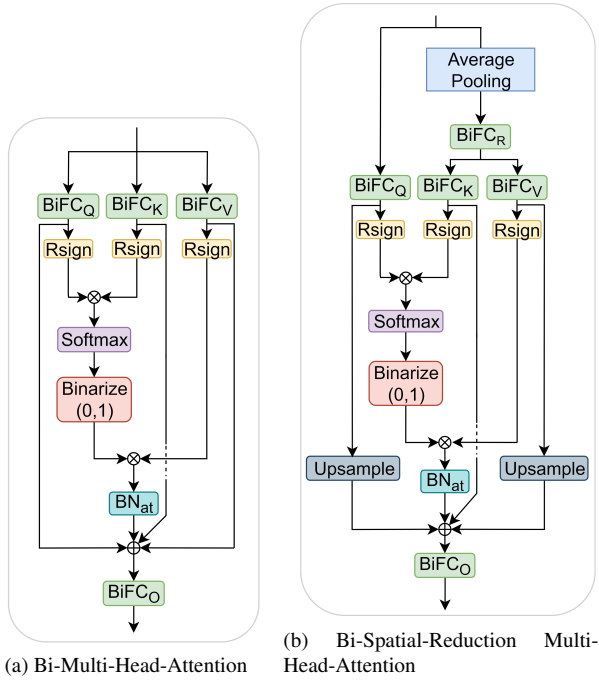 BiFC_Q
BiFC_K
BiFC_V
Rsign
Rsign
Rsign
Softmax
Binarize
(0,1)
BN_at
BiFC_O
(a) Bi-Multi-Head-Attention
Average
Pooling
BiFC_R
BiFC_Q
BiFC_K
BiFC_V
Rsign
Rsign
Rsign
Softmax
Binarize
(0,1)
Upsample
BN_at
Upsample
BiFC_O
(b) Bi-Spatial-Reduction Multi-
Head-Attention